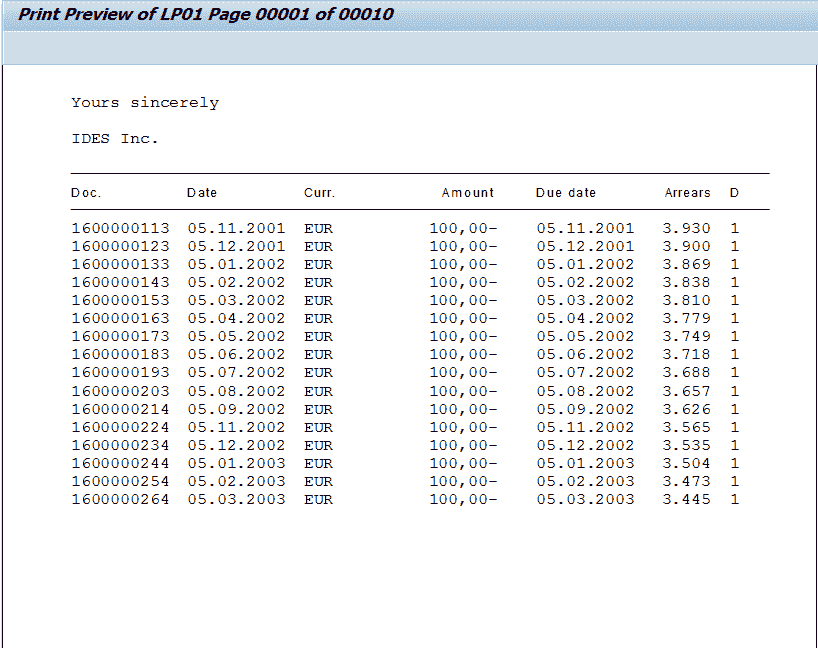 Print Preview of LP01 Page 00001 of 00010
Yours sincerely
IDES Inc.
Doc. Date Curr. Amount Due date Arrears D
1600000113 05.11.2001 EUR 100,00- 05.11.2001 3.930 1
1600000123 05.12.2001 EUR 100,00- 05.12.2001 3.900 1
1600000133 05.01.2002 EUR 100,00- 05.01.2002 3.869 1
1600000143 05.02.2002 EUR 100,00- 05.02.2002 3.838 1
1600000153 05.03.2002 EUR 100,00- 05.03.2002 3.810 1
1600000163 05.04.2002 EUR 100,00- 05.04.2002 3.779 1
1600000173 05.05.2002 EUR 100,00- 05.05.2002 3.749 1
1600000183 05.06.2002 EUR 100,00- 05.06.2002 3.718 1
1600000193 05.07.2002 EUR 100,00- 05.07.2002 3.688 1
1600000203 05.08.2002 EUR 100,00- 05.08.2002 3.657 1
1600000214 05.09.2002 EUR 100,00- 05.09.2002 3.626 1
1600000224 05.11.2002 EUR 100,00- 05.11.2002 3.565 1
1600000234 05.12.2002 EUR 100,00- 05.12.2002 3.535 1
1600000244 05.01.2003 EUR 100,00- 05.01.2003 3.504 1
1600000254 05.02.2003 EUR 100,00- 05.02.2003 3.473 1
1600000264 05.03.2003 EUR 100,00- 05.03.2003 3.445 1